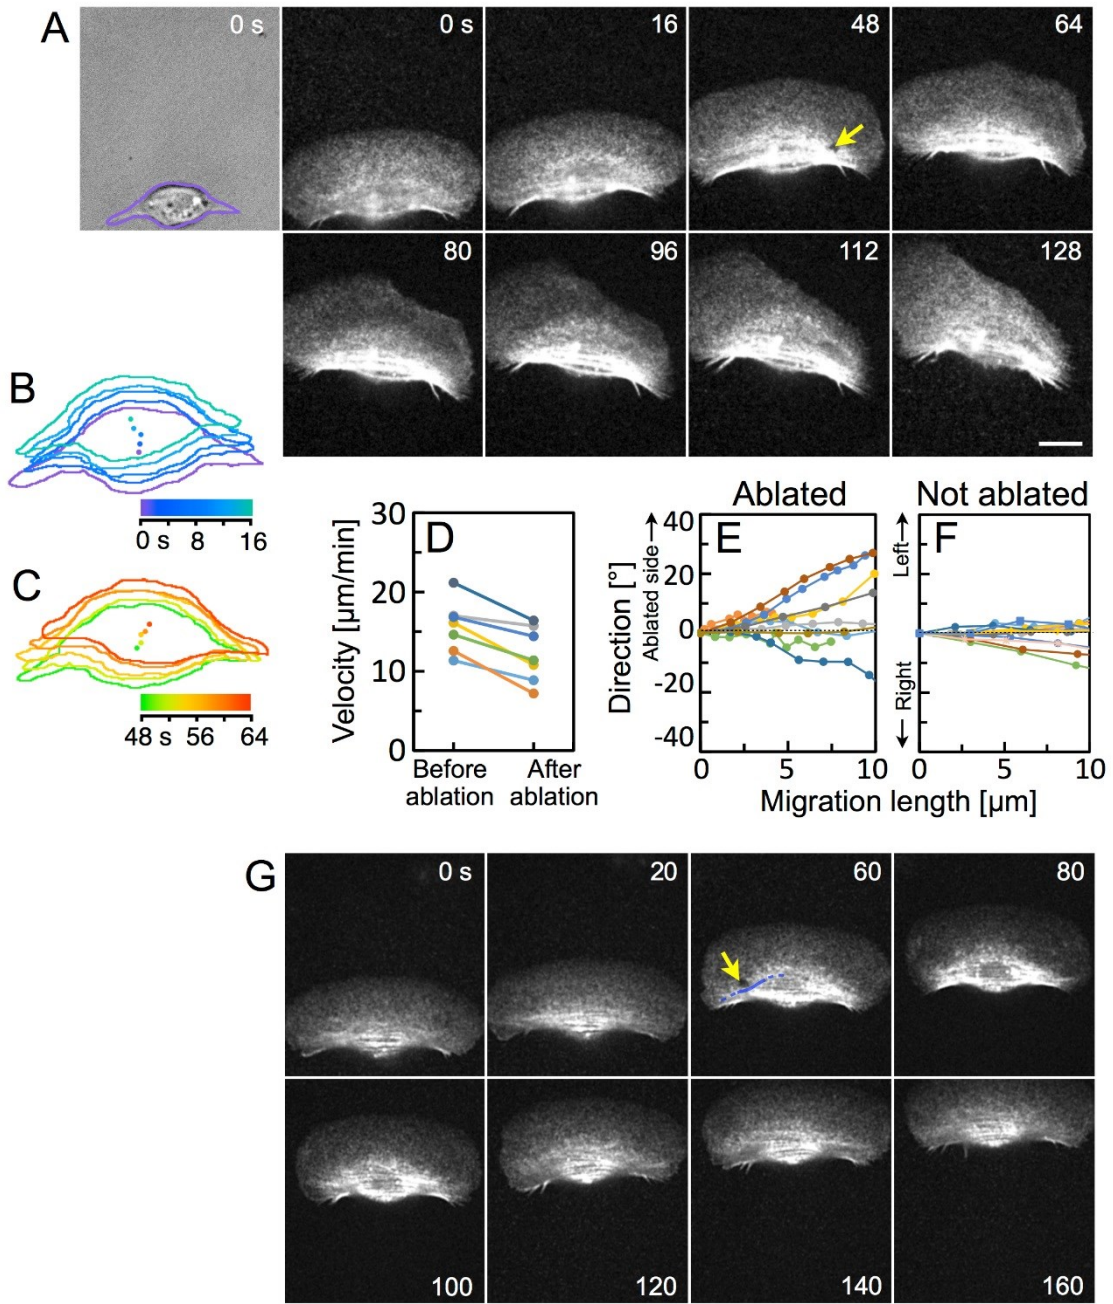 A
0 s
0 s
16
48
64
80
96
112
128
B
0 s 8 16
C
48 s 56 64
D
Velocity [µm/min]
30
20
10
0
Before ablation
After ablation
Ablated
E
Direction [°]
Ablated side
40
20
0
-20
-40
0 5 10
Not ablated
F
Left
Right
0 5 10
Migration length [µm]
G
0 s
20
60
80
100
120
140
160